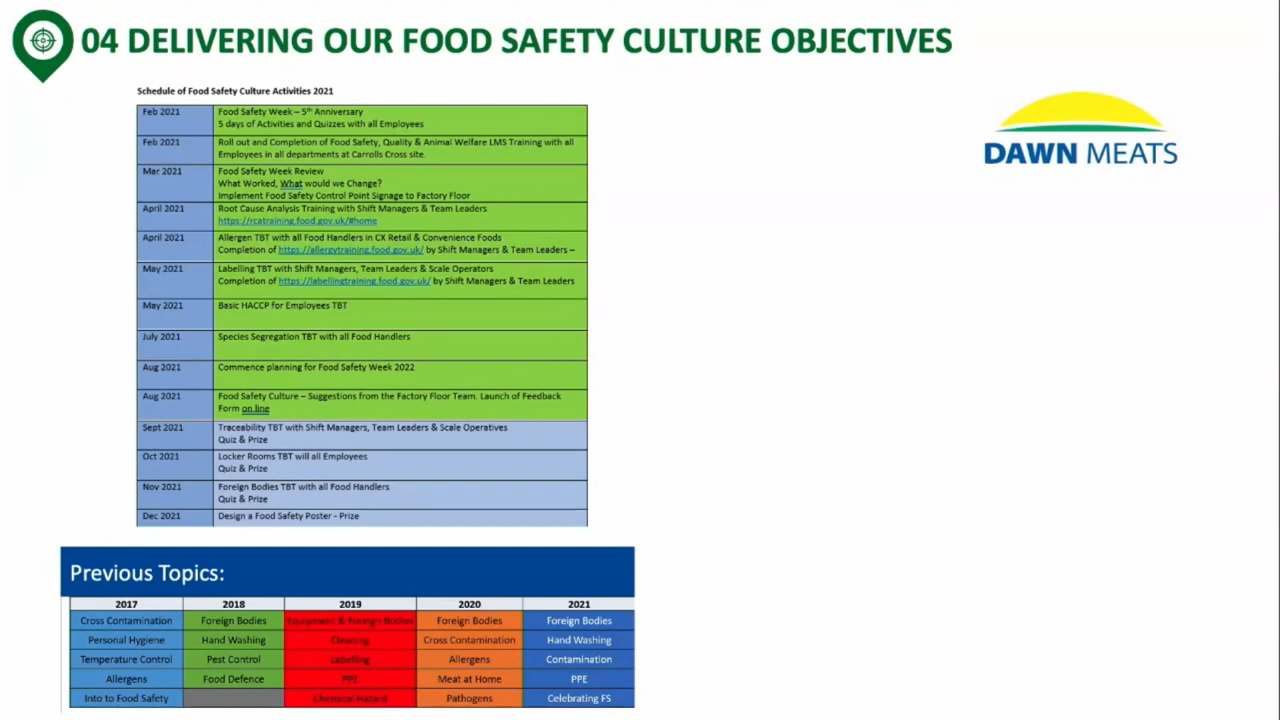 04 DELIVERING OUR FOOD SAFETY CULTURE OBJECTIVES
Schedule of Food Safety Culture Activities 2021
DAWN MEATS
Feb 2021 Food Safety Week – 5th Anniversary
5 days of Activities and Quizzes with all Employees
Feb 2021 Roll out and Completion of Food Safety, Quality & Animal Welfare LMS Training with all
Employees in all departments at Carrolls Cross site.
Mar 2021 Food Safety Week Review
What Worked, What would we Change?
Implement Food Safety Control Point Signage to Factory Floor
April 2021 Root Cause Analysis Training with Shift Managers & Team Leaders
https://rcatraining.food.gov.uk/#home
April 2021 Allergen TBT with all Food Handlers in CX Retail & Convenience Foods
Completion of https://allergytraining.food.gov.uk/ by Shift Managers & Team Leaders –
May 2021 Labelling TBT with Shift Managers, Team Leaders & Scale Operators
Completion of https://labellingtraining.food.gov.uk/ by Shift Managers & Team Leaders
May 2021 Basic HACCP for Employees TBT
July 2021 Species Segregation TBT with all Food Handlers
Aug 2021 Commence planning for Food Safety Week 2022
Aug 2021 Food Safety Culture – Suggestions from the Factory Floor Team. Launch of Feedback
Form on line
Sept 2021 Traceability TBT with Shift Managers, Team Leaders & Scale Operatives
Quiz & Prize
Oct 2021 Locker Rooms TBT will all Employees
Quiz & Prize
Nov 2021 Foreign Bodies TBT with all Food Handlers
Quiz & Prize
Dec 2021 Design a Food Safety Poster - Prize
Previous Topics:
2017 2018 2019 2020 2021
Cross Contamination Foreign Bodies Equipment & Foreign Bodies Foreign Bodies Foreign Bodies
Personal Hygiene Hand Washing Cleaning Cross Contamination Hand Washing
Temperature Control Pest Control Labelling Allergens Contamination
Allergens Food Defence PPE Meat at Home PPE
Into to Food Safety Chemical Hazard Pathogens Celebrating FS